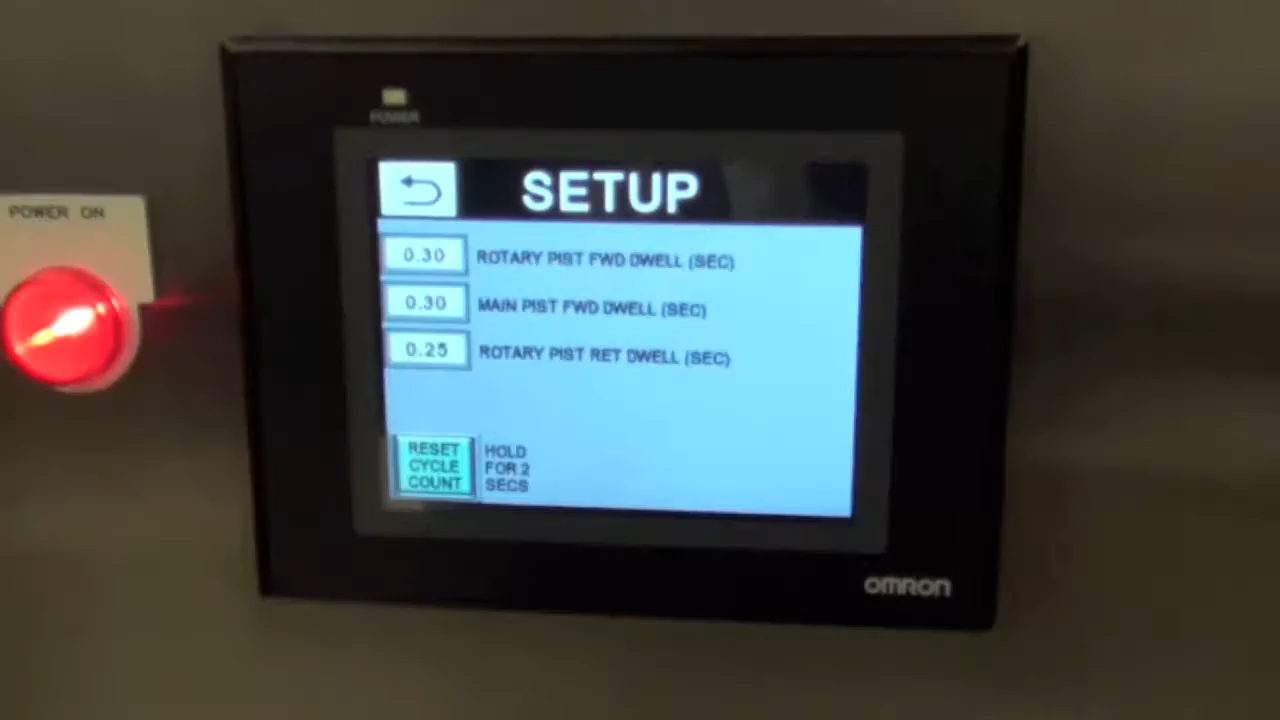 POWER
POWER ON
SETUP
0.30 ROTARY PIST FWD DWELL (SEC)
0.30 MAIN PIST FWD DWELL (SEC)
0.25 ROTARY PIST RET DWELL (SEC)
RESET
CYCLE
COUNT
HOLD
FOR 2
SECS
OMRON